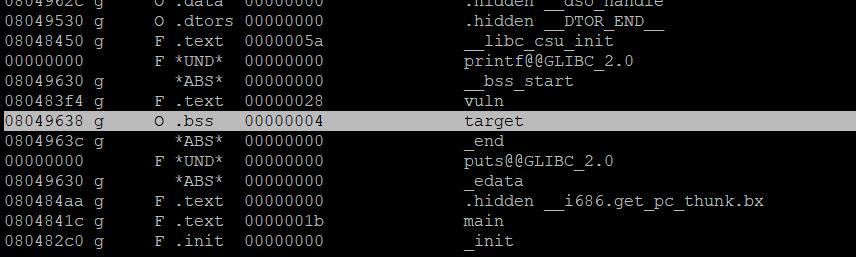 0804962c g O .data 00000000 .hidden __dso_handle
08049530 g O .dtors 00000000 .hidden __DTOR_END__
08048450 g F .text 0000005a __libc_csu_init
00000000 F *UND* 00000000 printf@@GLIBC_2.0
08049630 g *ABS* 00000000 __bss_start
080483f4 g F .text 00000028 vuln
08049638 g O .bss 00000004 target
0804963c g *ABS* 00000000 _end
00000000 F *UND* 00000000 puts@@GLIBC_2.0
08049630 g *ABS* 00000000 _edata
080484aa g F .text 00000000 .hidden __i686.get_pc_thunk.bx
0804841c g F .text 0000001b main
080482c0 g F .init 00000000 _init